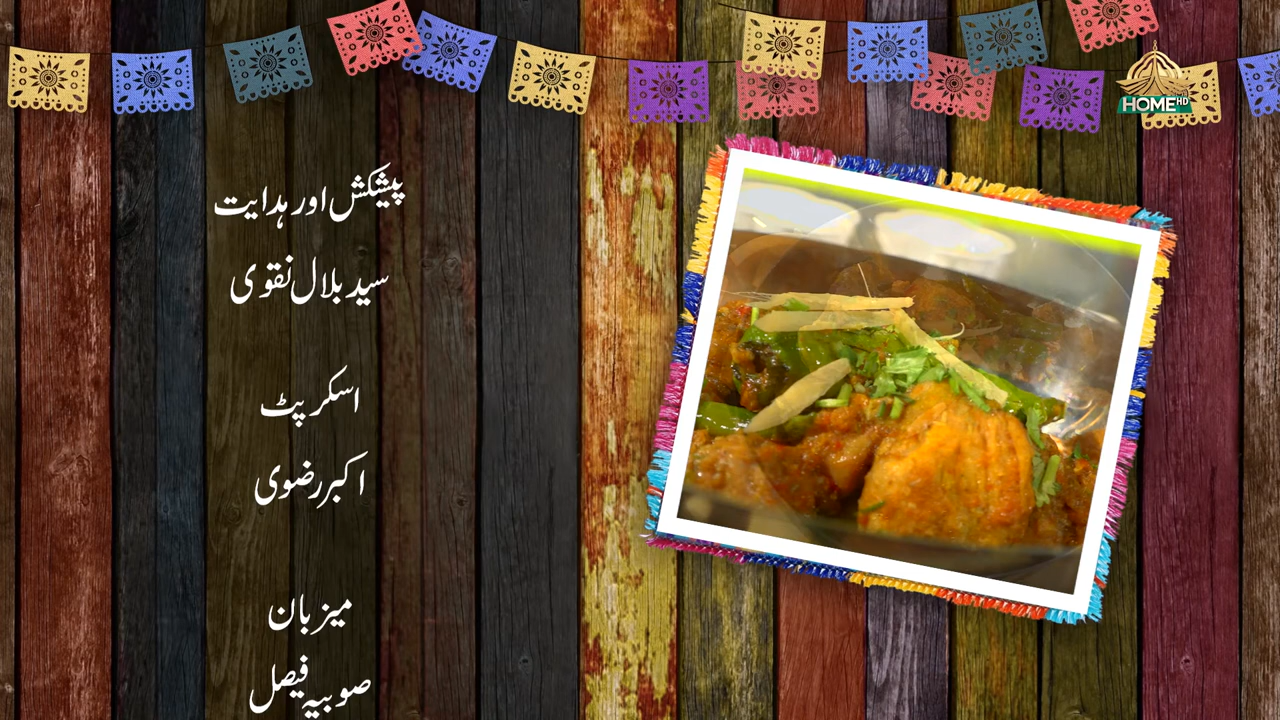 HOME HD
پیشکش اور ہدایت
سید بلال نقوی
اسکرپٹ
اکبر رضوی
میزبان
صوبیہ فیصل